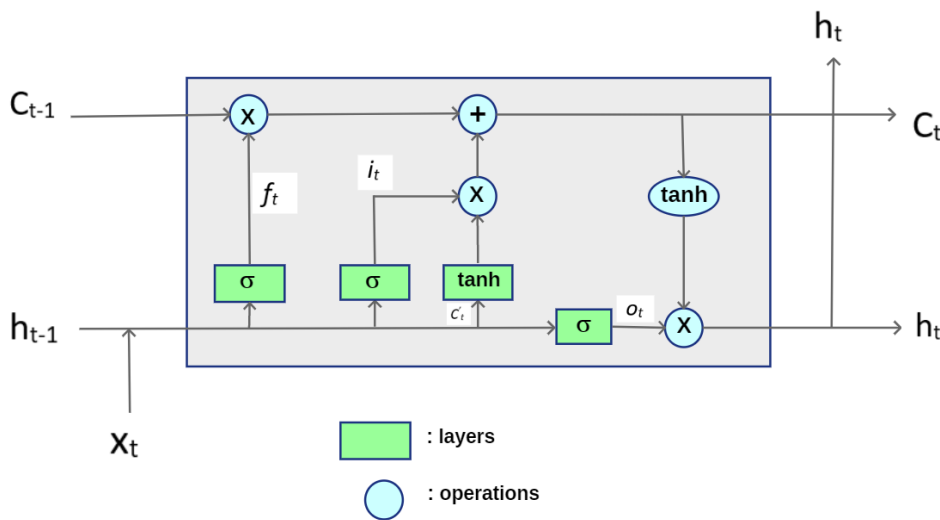 hₜ
Cₜ₋₁
x
+
Cₜ
fₜ
iₜ
x
tanh
σ
σ
tanh
c'ₜ
hₜ₋₁
σ
oₜ
x
hₜ
xₜ
: layers
: operations